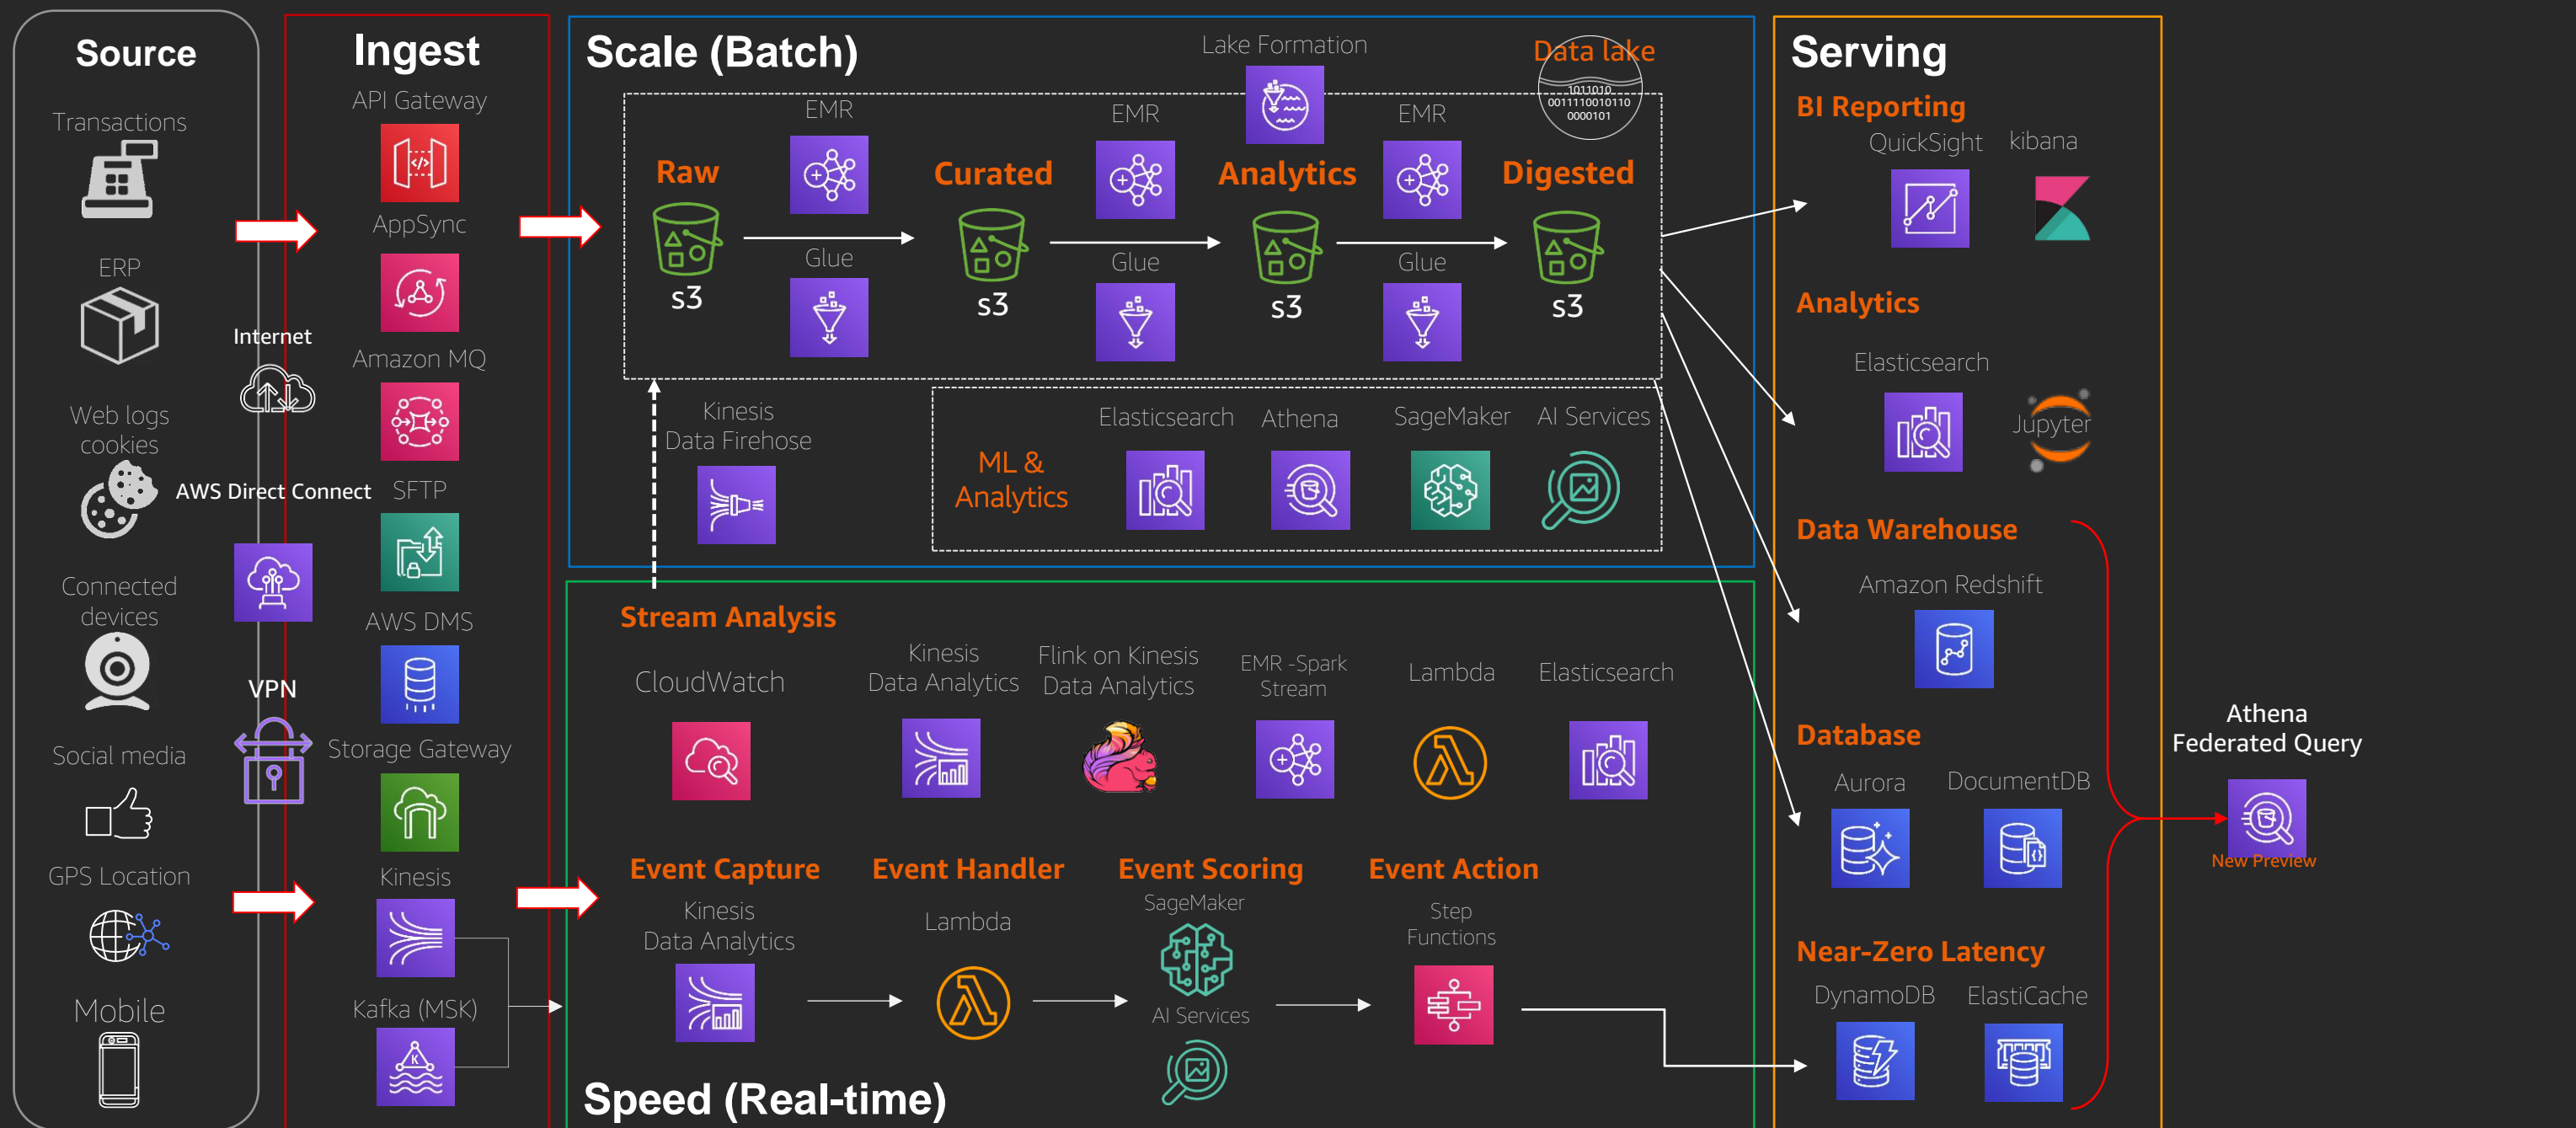 Source
Transactions
ERP
Web logs
cookies
Connected
devices
Social media
GPS Location
Mobile
Internet
AWS Direct Connect
VPN
Ingest
API Gateway
AppSync
Amazon MQ
SFTP
AWS DMS
Storage Gateway
Kinesis
Kafka (MSK)
K
Scale (Batch)
Lake Formation
Data lake
1011010
0011110010110
0000101
EMR
EMR
EMR
Raw
Curated
Analytics
Digested
Glue
Glue
Glue
s3
s3
s3
s3
Kinesis
Data Firehose
ML &
Analytics
Elasticsearch
Athena
SageMaker
AI Services
Stream Analysis
CloudWatch
Kinesis
Data Analytics
Flink on Kinesis
Data Analytics
EMR -Spark
Stream
Lambda
Elasticsearch
Event Capture
Event Handler
Event Scoring
Event Action
Kinesis
Data Analytics
Lambda
SageMaker
AI Services
Step
Functions
Speed (Real-time)
Serving
BI Reporting
QuickSight
kibana
Analytics
Elasticsearch
Jupyter
Data Warehouse
Amazon Redshift
Database
Aurora
DocumentDB
Near-Zero Latency
DynamoDB
ElastiCache
Athena
Federated Query
New Preview